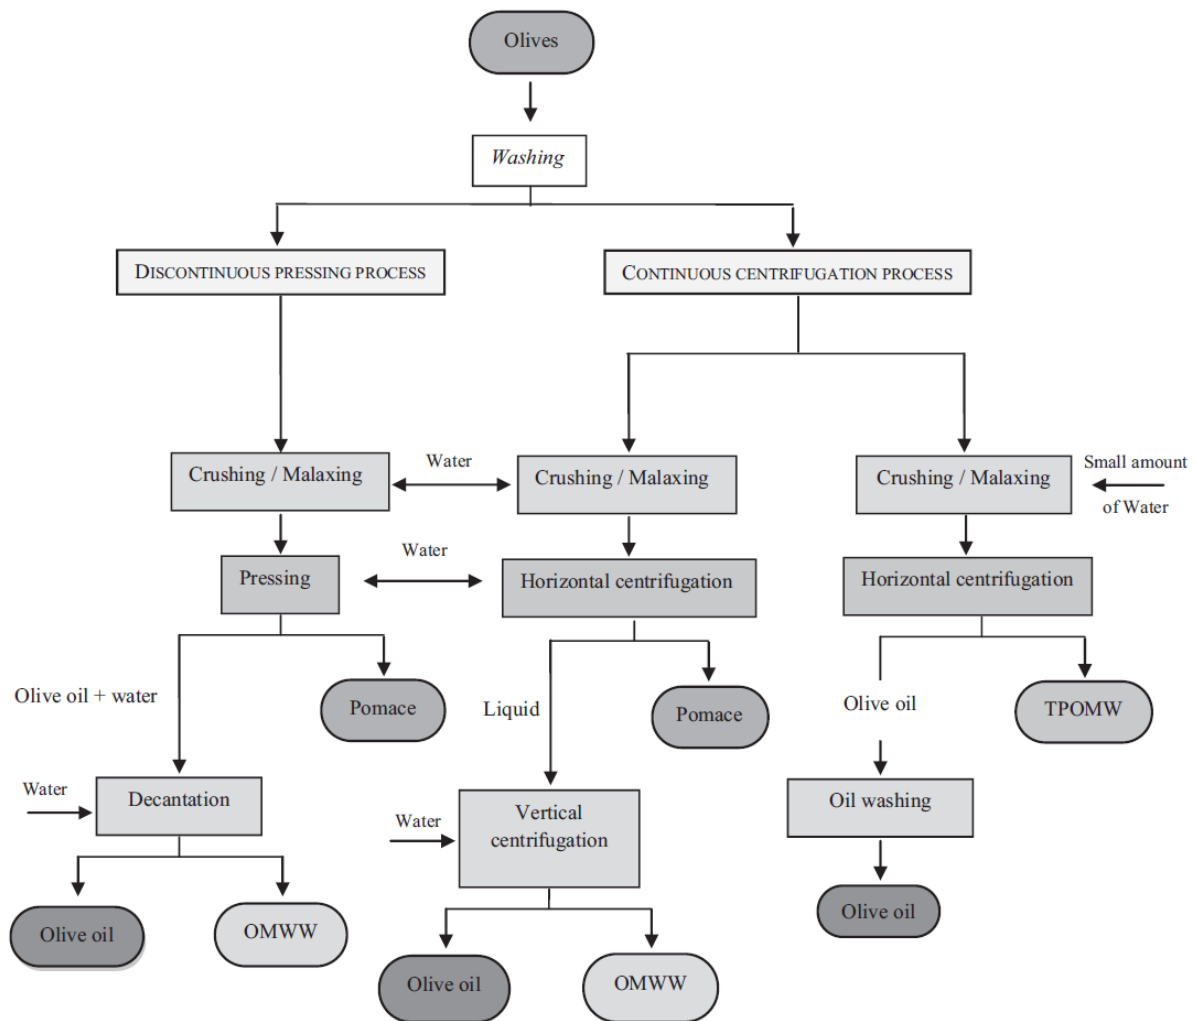 Olives
Washing
DISCONTINUOUS PRESSING PROCESS
CONTINUOUS CENTRIFUGATION PROCESS
Crushing / Malaxing
Water
Crushing / Malaxing
Crushing / Malaxing
Small amount
of Water
Pressing
Water
Horizontal centrifugation
Horizontal centrifugation
Olive oil + water
Pomace
Liquid
Pomace
Olive oil
TPOMW
Water
Decantation
Water
Vertical
centrifugation
Oil washing
Olive oil
OMWW
Olive oil
OMWW
Olive oil